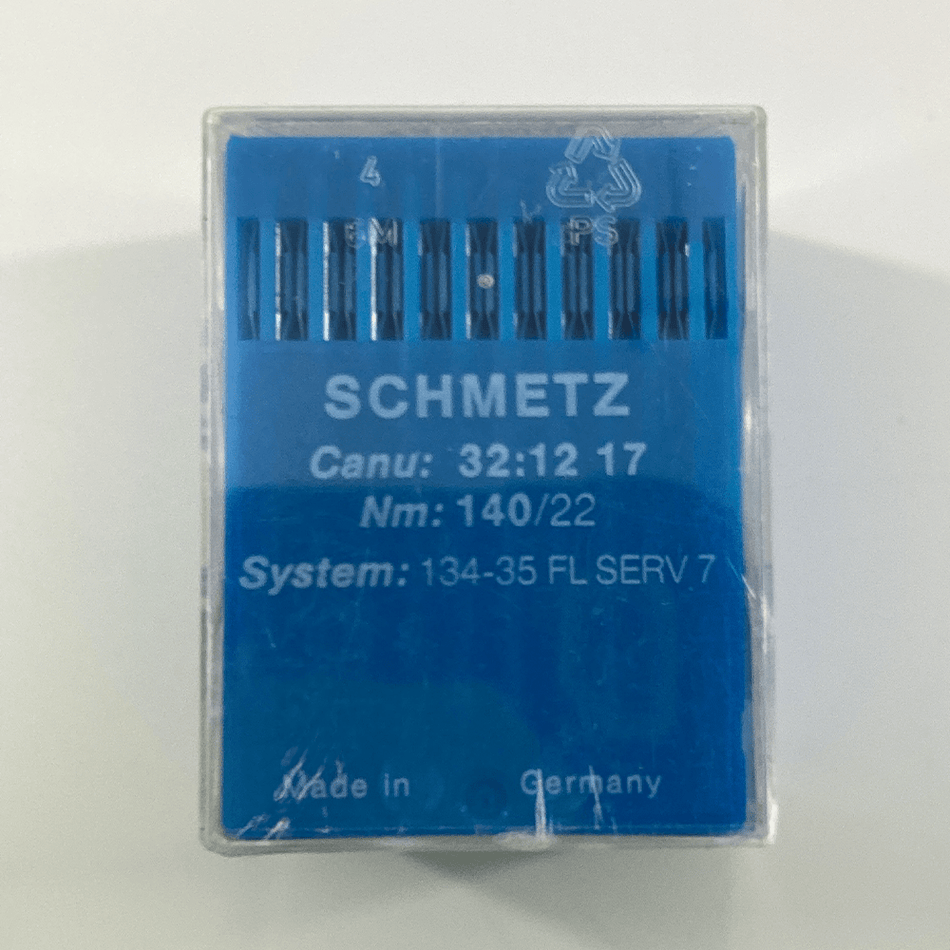 4
PS
SCHMETZ
Canu: 32:12 17
Nm: 140/22
System: 134-35 FL SERV 7
Made in Germany